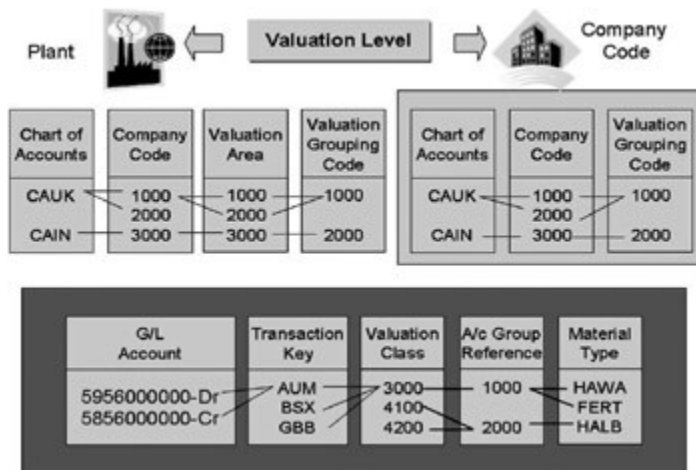 Plant
Valuation Level
Company
Code
Chart of
Accounts
Company
Code
Valuation
Area
Valuation
Grouping
Code
CAUK
1000
1000
1000
2000
2000
CAIN
3000
3000
2000
Chart of
Accounts
Company
Code
Valuation
Grouping
Code
CAUK
1000
1000
2000
CAIN
3000
2000
G/L
Account
Transaction
Key
Valuation
Class
A/c Group
Reference
Material
Type
5956000000-Dr
5856000000-Cr
AUM
BSX
GBB
3000
4100
4200
1000
2000
HAWA
FERT
HALB